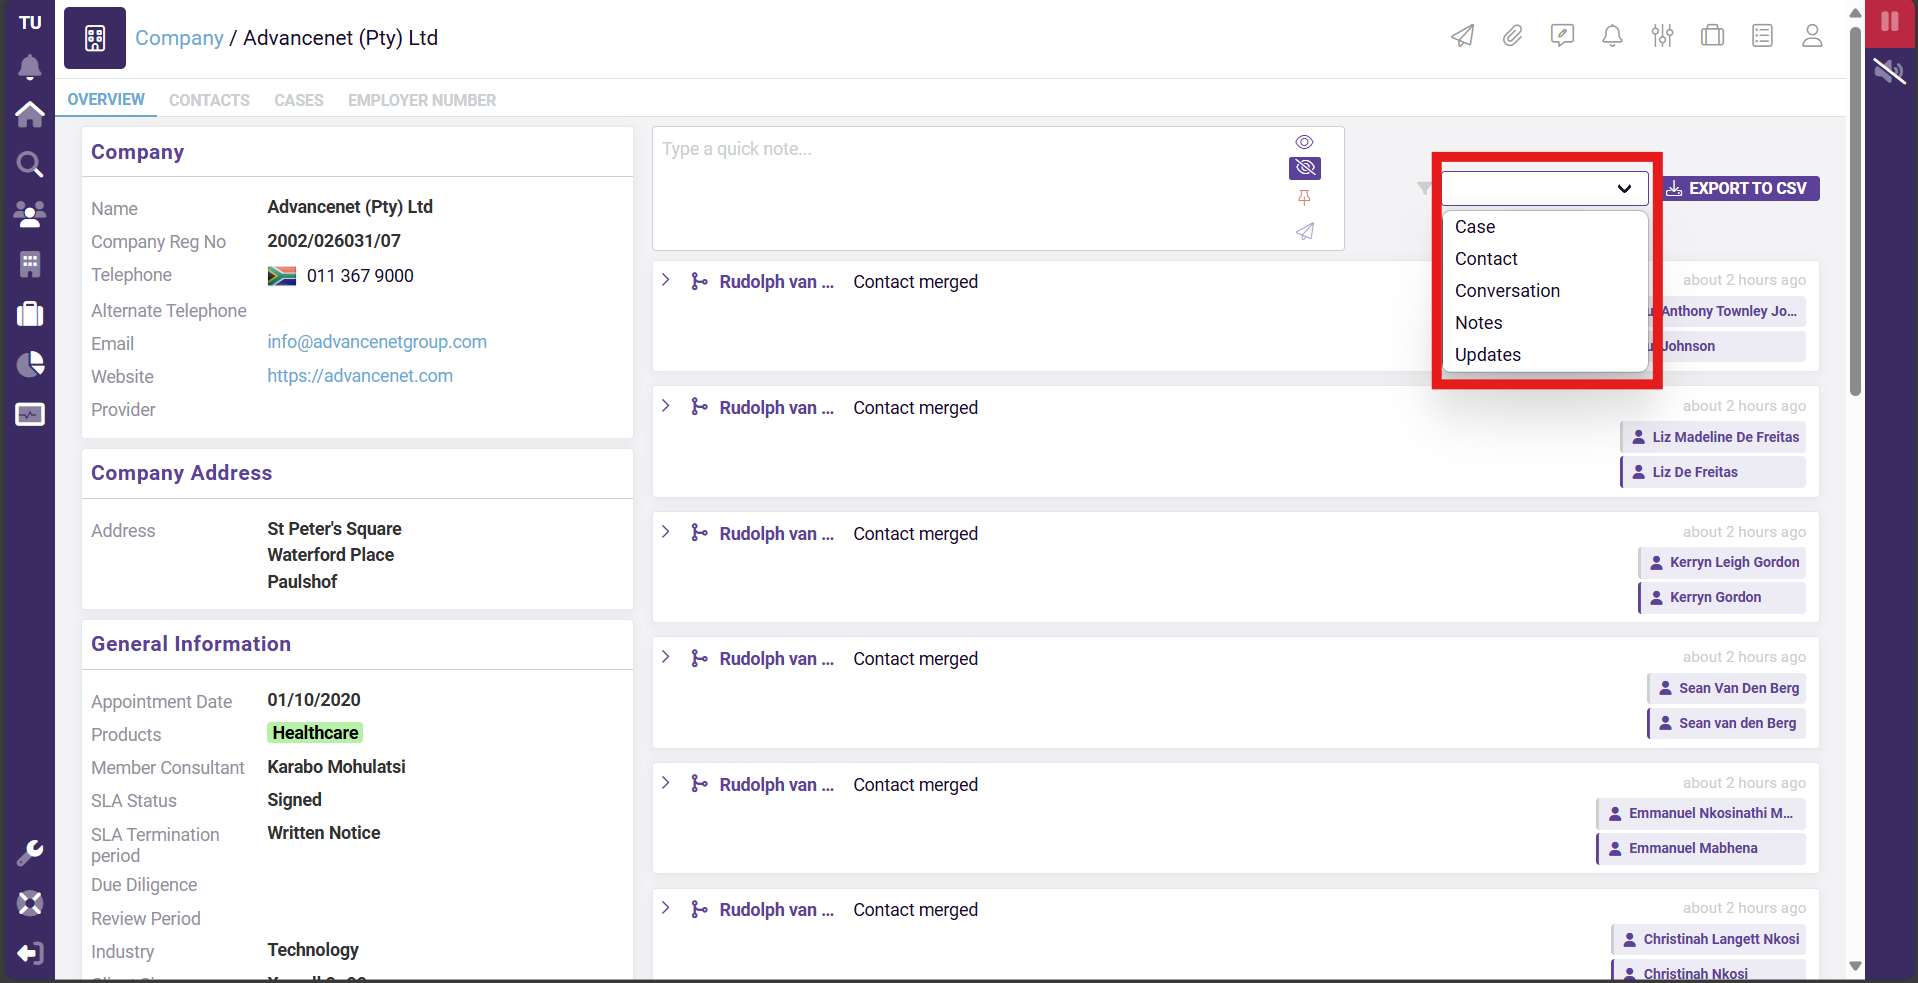 TU
Company / Advancenet (Pty) Ltd
OVERVIEW CONTACTS CASES EMPLOYER NUMBER
Company
Name Advancenet (Pty) Ltd
Company Reg No 2002/026031/07
Telephone 011 367 9000
Alternate Telephone
Email info@advancenetgroup.com
Website https://advancenet.com
Provider
Company Address
Address St Peter's Square
Waterford Place
Paulshof
General Information
Appointment Date 01/10/2020
Products Healthcare
Member Consultant Karabo Mohulatsi
SLA Status Signed
SLA Termination period Written Notice
Due Diligence
Review Period
Industry Technology
Type a quick note...
EXPORT TO CSV
Case
Contact
Conversation
Notes
Updates
Rudolph van ... Contact merged about 2 hours ago
Anthony Townley Jo...
Johnson
Rudolph van ... Contact merged about 2 hours ago
Liz Madeline De Freitas
Liz De Freitas
Rudolph van ... Contact merged about 2 hours ago
Kerryn Leigh Gordon
Kerryn Gordon
Rudolph van ... Contact merged about 2 hours ago
Sean Van Den Berg
Sean van den Berg
Rudolph van ... Contact merged about 2 hours ago
Emmanuel Nkosinathi M...
Emmanuel Mabhena
Rudolph van ... Contact merged about 2 hours ago
Christinah Langett Nkosi
Christinah Nkosi